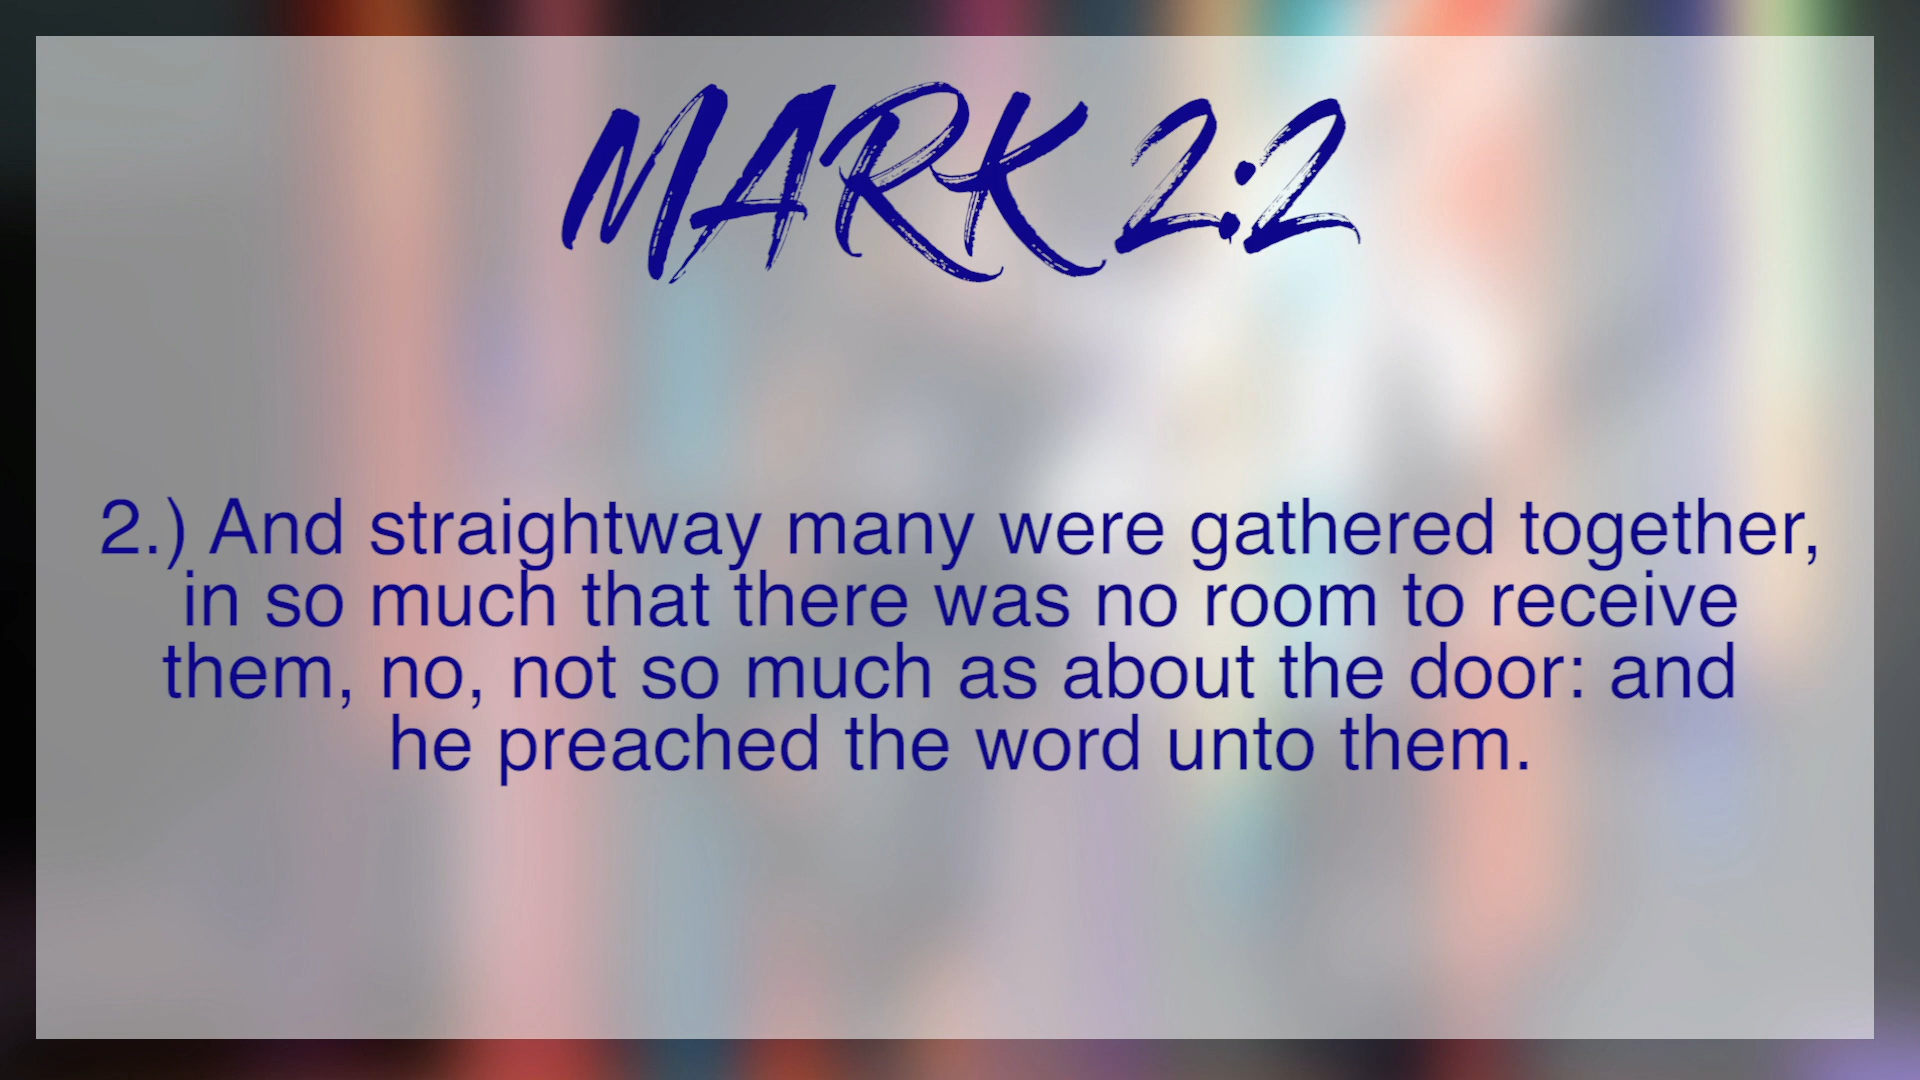 MARK 2:2
2.) And straightway many were gathered together,
in so much that there was no room to receive
them, no, not so much as about the door: and
he preached the word unto them.